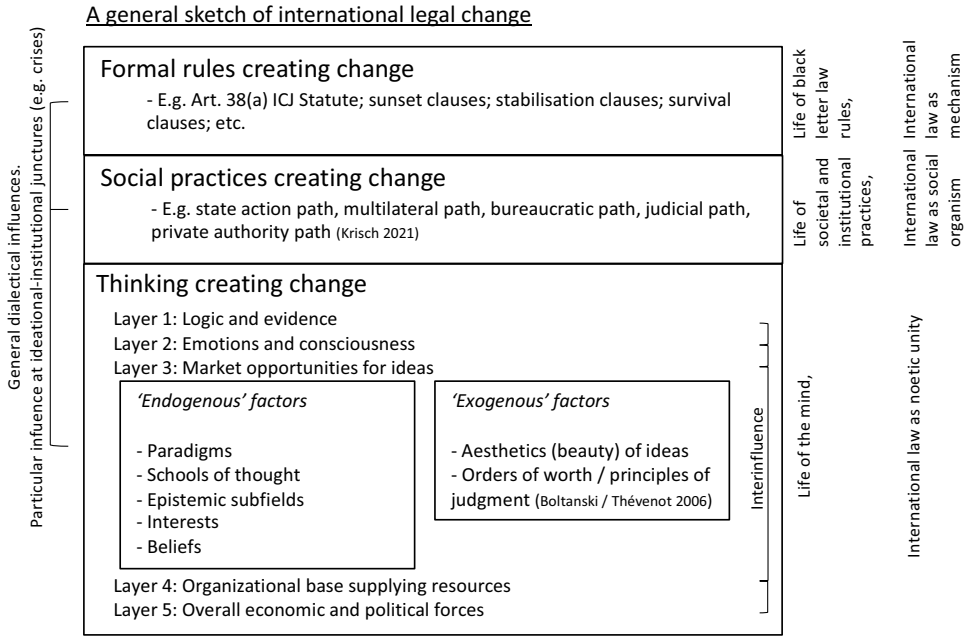 A general sketch of international legal change
General dialectical influences.
Particular infuence at ideational-institutional junctures (e.g. crises)
Formal rules creating change
- E.g. Art. 38(a) ICJ Statute; sunset clauses; stabilisation clauses; survival
clauses; etc.
Life of black
letter law
rules,
International
law as
mechanism
Social practices creating change
- E.g. state action path, multilateral path, bureaucratic path, judicial path,
private authority path (Krisch 2021)
Life of
societal and
institutional
practices,
International
law as social
organism
Thinking creating change
Layer 1: Logic and evidence
Layer 2: Emotions and consciousness
Layer 3: Market opportunities for ideas
'Endogenous' factors
- Paradigms
- Schools of thought
- Epistemic subfields
- Interests
- Beliefs
'Exogenous' factors
- Aesthetics (beauty) of ideas
- Orders of worth / principles of
judgment (Boltanski / Thévenot 2006)
Layer 4: Organizational base supplying resources
Layer 5: Overall economic and political forces
Interinfluence
Life of the mind,
International law as noetic unity